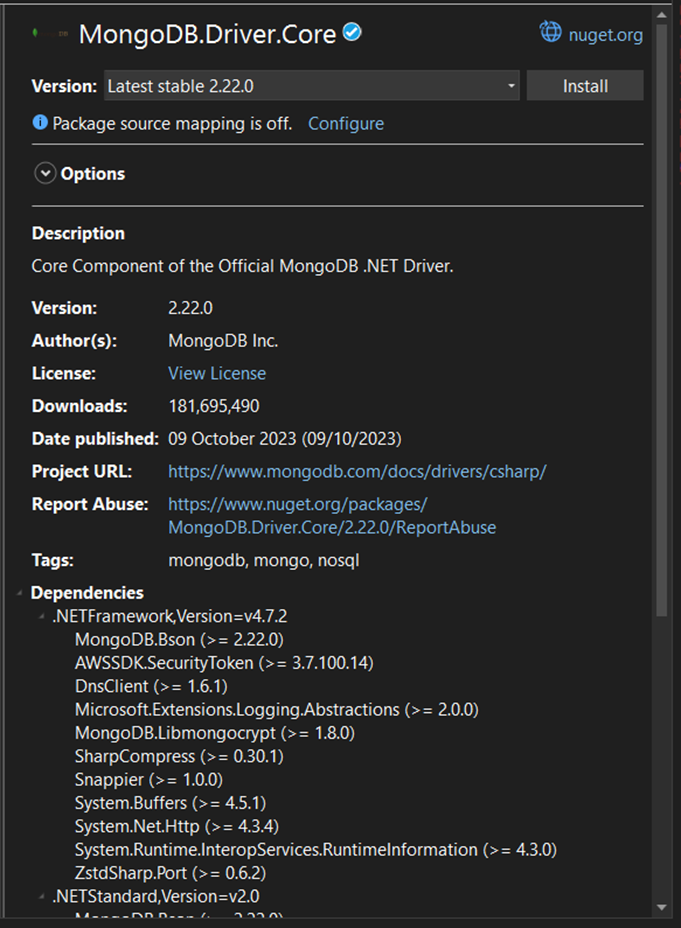 MongoDB.Driver.Core
nuget.org
Version: Latest stable 2.22.0 Install
Package source mapping is off. Configure
Options
Description
Core Component of the Official MongoDB .NET Driver.
Version: 2.22.0
Author(s): MongoDB Inc.
License: View License
Downloads: 181,695,490
Date published: 09 October 2023 (09/10/2023)
Project URL: https://www.mongodb.com/docs/drivers/csharp/
Report Abuse: https://www.nuget.org/packages/
MongoDB.Driver.Core/2.22.0/ReportAbuse
Tags: mongodb, mongo, nosql
Dependencies
.NETFramework,Version=v4.7.2
MongoDB.Bson (>= 2.22.0)
AWSSDK.SecurityToken (>= 3.7.100.14)
DnsClient (>= 1.6.1)
Microsoft.Extensions.Logging.Abstractions (>= 2.0.0)
MongoDB.Libmongocrypt (>= 1.8.0)
SharpCompress (>= 0.30.1)
Snappier (>= 1.0.0)
System.Buffers (>= 4.5.1)
System.Net.Http (>= 4.3.4)
System.Runtime.InteropServices.RuntimeInformation (>= 4.3.0)
ZstdSharp.Port (>= 0.6.2)
.NETStandard,Version=v2.0
MongoDB.Bson (>= 2.22.0)